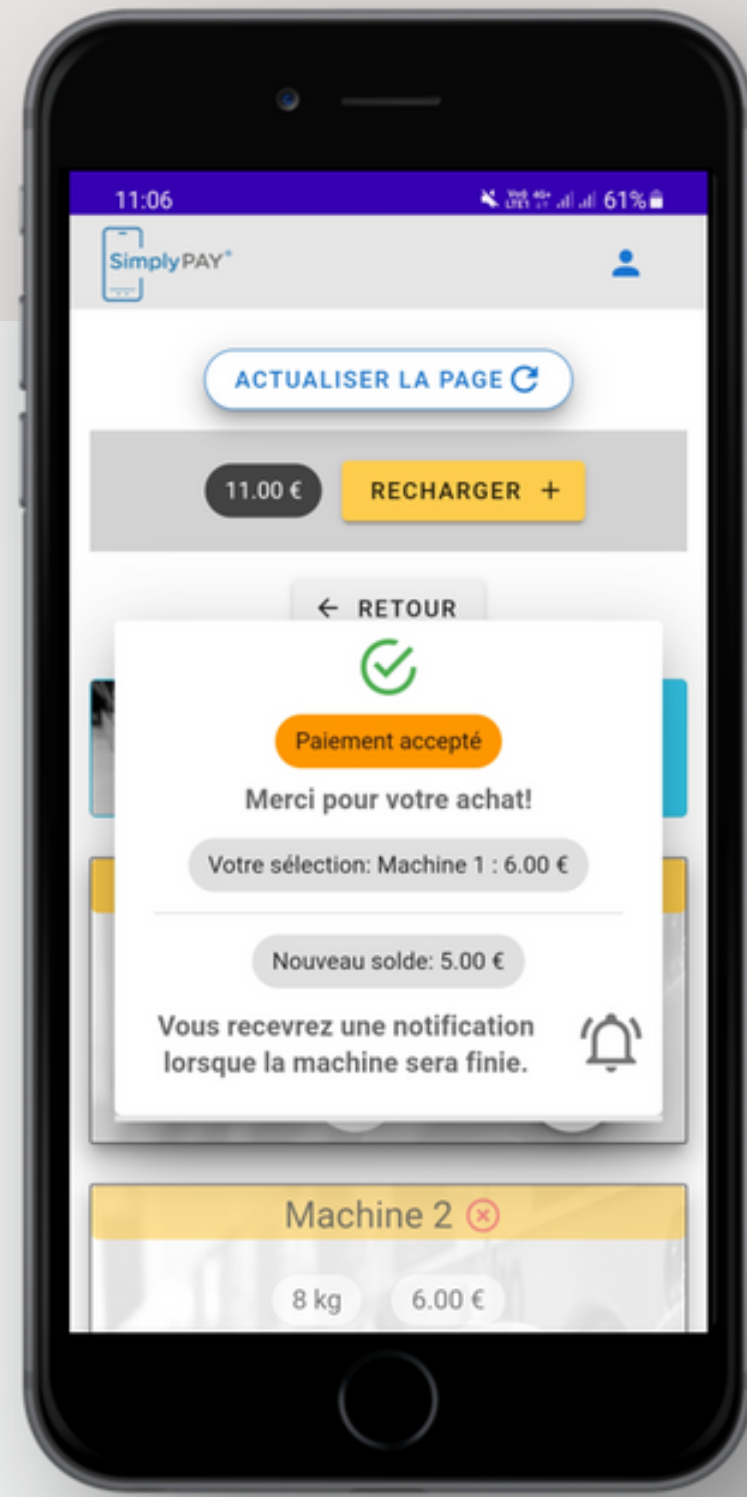 11:06
61%
SimplyPAY®
ACTUALISER LA PAGE
11.00 €
RECHARGER +
← RETOUR
Paiement accepté
Merci pour votre achat!
Votre sélection: Machine 1 : 6.00 €
Nouveau solde: 5.00 €
Vous recevrez une notification
lorsque la machine sera finie.
Machine 2
8 kg
6.00 €